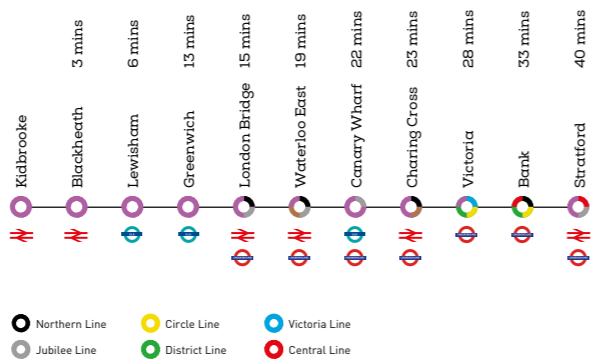 3 mins
6 mins
13 mins
15 mins
19 mins
22 mins
23 mins
28 mins
33 mins
40 mins
Kidbrooke
Blackheath
Lewisham
Greenwich
London Bridge
Waterloo East
Canary Wharf
Charing Cross
Victoria
Bank
Stratford
Northern Line
Circle Line
Victoria Line
Jubilee Line
District Line
Central Line